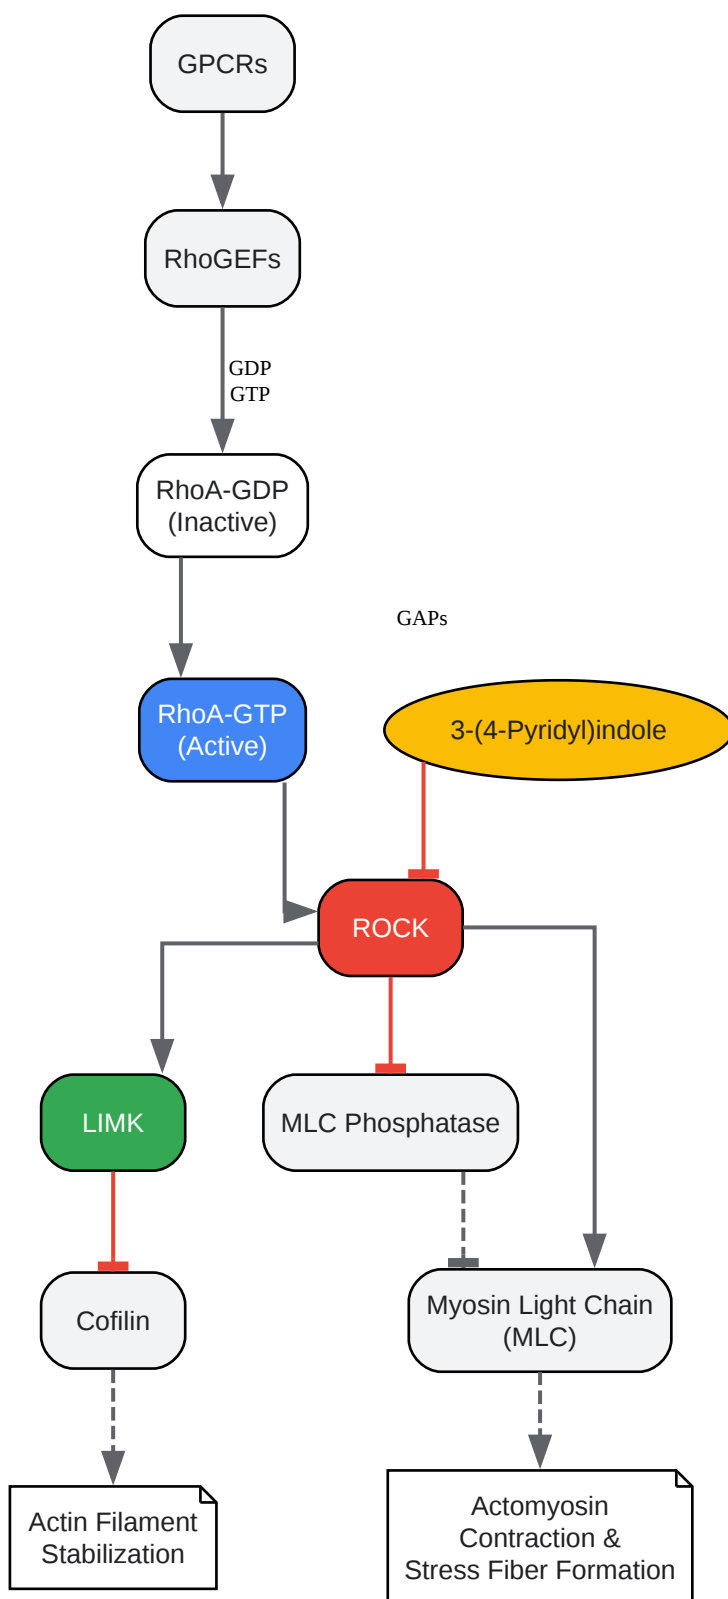 GPCRs
RhoGEFs
GDP
GTP
RhoA-GDP
(Inactive)
GAPs
RhoA-GTP
(Active)
3-(4-Pyridyl)indole
ROCK
LIMK
MLC Phosphatase
Cofilin
Myosin Light Chain
(MLC)
Actin Filament
Stabilization
Actomyosin
Contraction &
Stress Fiber Formation